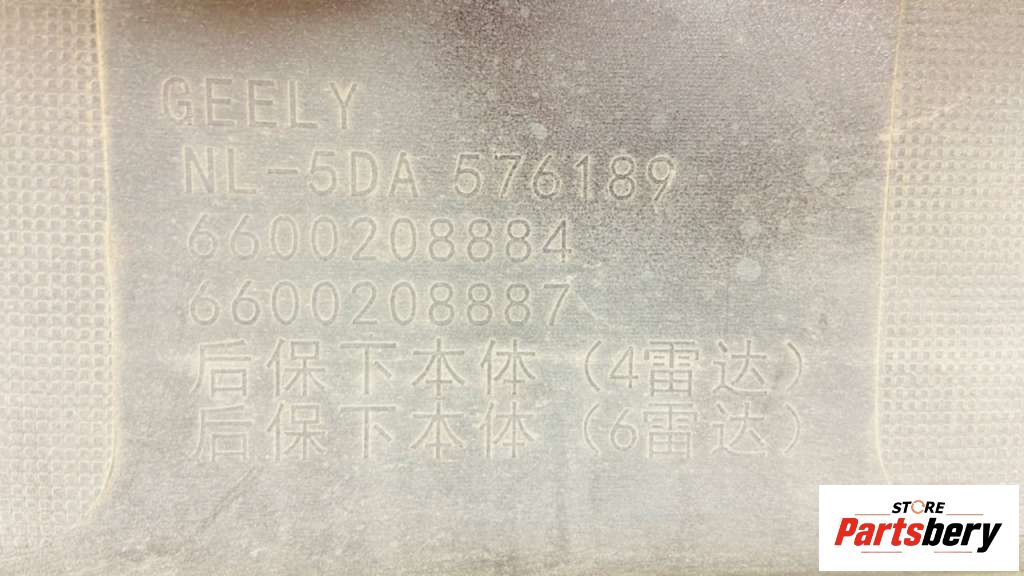 GEELY
NL-5DA 576189
6600208884
6600208887
后保下本体（4雷达）
后保下本体（6雷达）
STORE
Partsbery